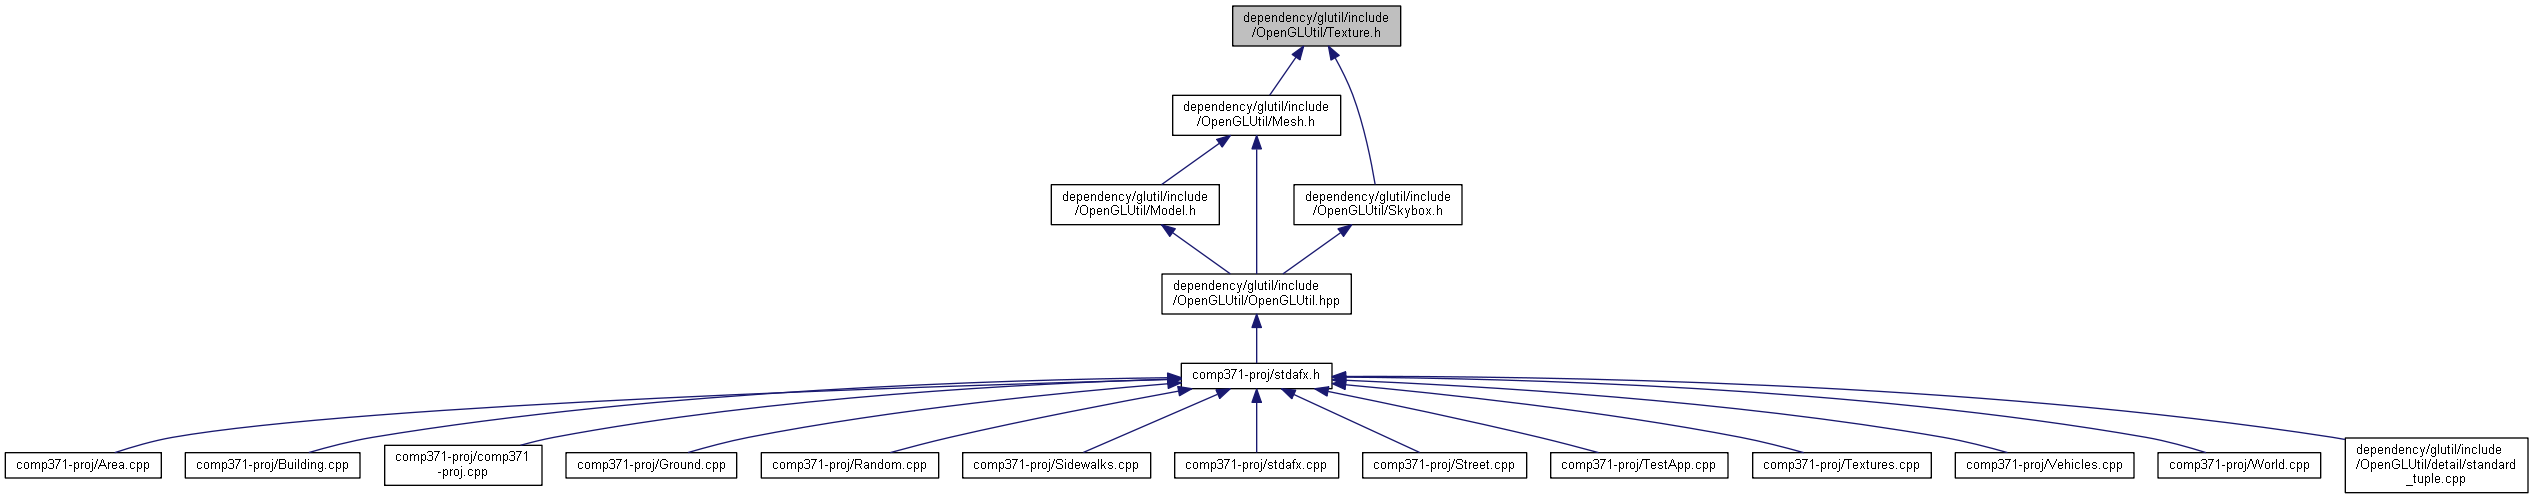 dependency/glutil/include
/OpenGLUtil/Texture.h
dependency/glutil/include
/OpenGLUtil/Mesh.h
dependency/glutil/include
/OpenGLUtil/Model.h
dependency/glutil/include
/OpenGLUtil/Skybox.h
dependency/glutil/include
/OpenGLUtil/OpenGLUtil.hpp
comp371-proj/stdafx.h
comp371-proj/Area.cpp
comp371-proj/Building.cpp
comp371-proj/comp371
-proj.cpp
comp371-proj/Ground.cpp
comp371-proj/Random.cpp
comp371-proj/Sidewalks.cpp
comp371-proj/stdafx.cpp
comp371-proj/Street.cpp
comp371-proj/TestApp.cpp
comp371-proj/Textures.cpp
comp371-proj/Vehicles.cpp
comp371-proj/World.cpp
dependency/glutil/include
/OpenGLUtil/detail/standard
_tuple.cpp